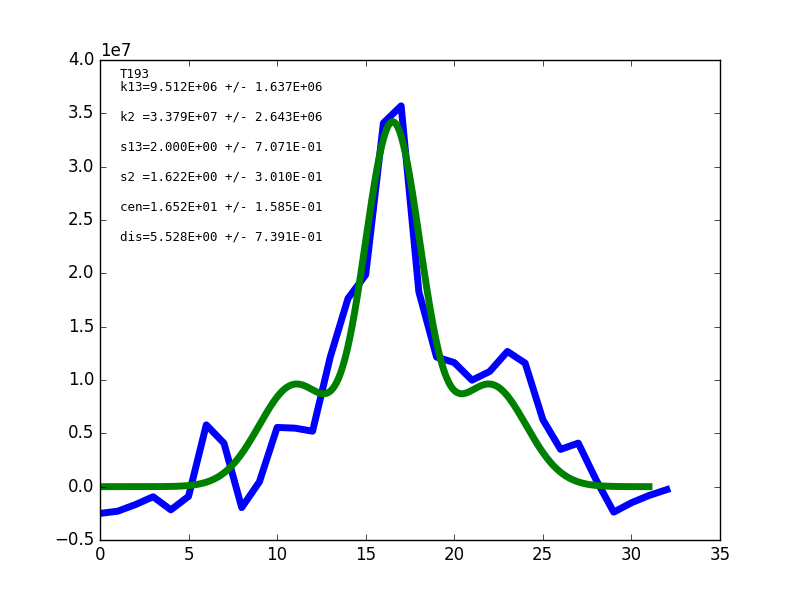 1e7
4.0
3.5
3.0
2.5
2.0
1.5
1.0
0.5
0.0
−0.5
T193
k13=9.512E+06 +/- 1.637E+06
k2 =3.379E+07 +/- 2.643E+06
s13=2.000E+00 +/- 7.071E-01
s2 =1.622E+00 +/- 3.010E-01
cen=1.652E+01 +/- 1.585E-01
dis=5.528E+00 +/- 7.391E-01
0 5 10 15 20 25 30 35